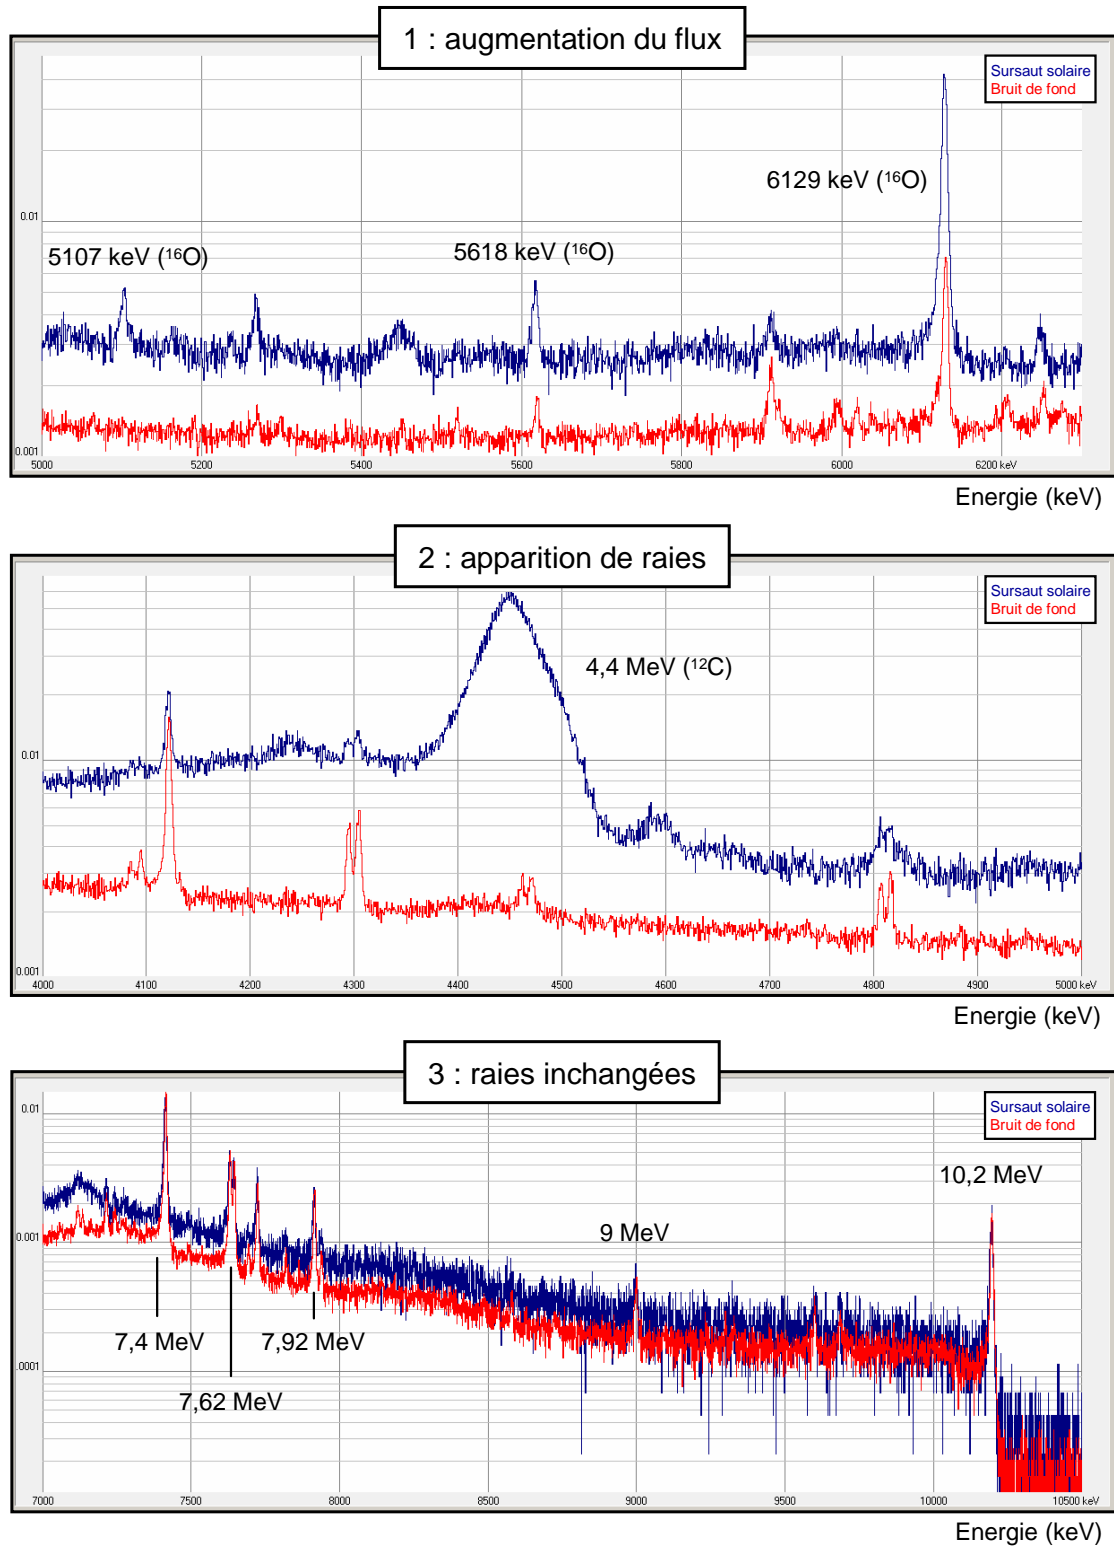 1 : augmentation du flux
Sursaut solaire
Bruit de fond
6129 keV (¹⁶O)
0.01
5107 keV (¹⁶O)
5618 keV (¹⁶O)
0.001
5000 5200 5400 5600 5800 6000 6200 keV
Energie (keV)
2 : apparition de raies
Sursaut solaire
Bruit de fond
4,4 MeV (¹²C)
0.01
0.001
4000 4100 4200 4300 4400 4500 4600 4700 4800 4900 5000 keV
Energie (keV)
3 : raies inchangées
0.01
Sursaut solaire
Bruit de fond
10,2 MeV
0.001
9 MeV
7,4 MeV
7,92 MeV
.0001
7,62 MeV
7000 7500 8000 8500 9000 9500 10000 10500 keV
Energie (keV)